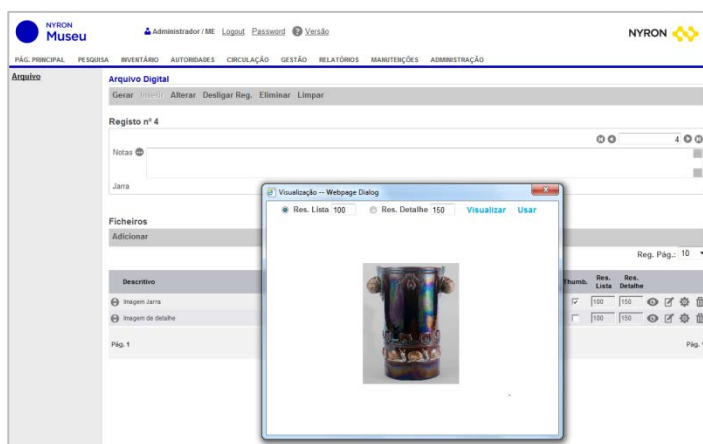 NYRON
Museu
Administrador / ME Logout Password ? Versão
NYRON
PÁG. PRINCIPAL PESQUISA INVENTÁRIO AUTORIDADES CIRCULAÇÃO GESTÃO RELATÓRIOS MANUTENÇÕES ADMINISTRAÇÃO
Arquivo
Arquivo Digital
Gerar Inserir Alterar Desligar Reg. Eliminar Limpar
Registo nº 4
4
Notas
Jarra
Visualização -- Webpage Dialog
Res. Lista 100 Res. Detalhe 150 Visualizar Usar
Ficheiros
Adicionar
Reg. Pág.: 10
Descritivo Thumb. Res. Lista Res. Detalhe
Imagem Jarra 100 150
Imagem de detalhe 100 150
Pág. 1 Pág.